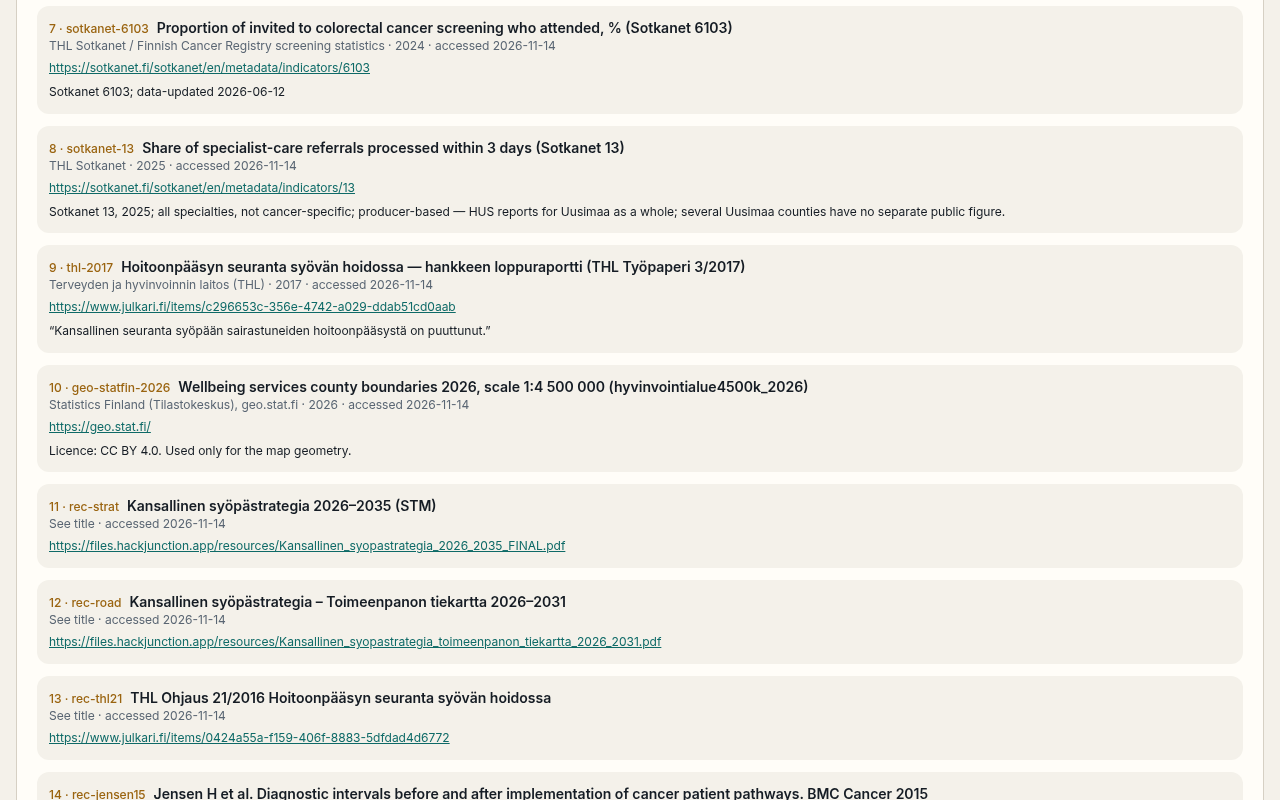 7 · sotkanet-6103 Proportion of invited to colorectal cancer screening who attended, % (Sotkanet 6103)
THL Sotkanet / Finnish Cancer Registry screening statistics · 2024 · accessed 2026-11-14
https://sotkanet.fi/sotkanet/en/metadata/indicators/6103
Sotkanet 6103; data-updated 2026-06-12
8 · sotkanet-13 Share of specialist-care referrals processed within 3 days (Sotkanet 13)
THL Sotkanet · 2025 · accessed 2026-11-14
https://sotkanet.fi/sotkanet/en/metadata/indicators/13
Sotkanet 13, 2025; all specialties, not cancer-specific; producer-based — HUS reports for Uusimaa as a whole; several Uusimaa counties have no separate public figure.
9 · thl-2017 Hoitoonpääsyn seuranta syövän hoidossa — hankkeen loppuraportti (THL Työpaperi 3/2017)
Terveyden ja hyvinvoinnin laitos (THL) · 2017 · accessed 2026-11-14
https://www.julkari.fi/items/c296653c-356e-4742-a029-ddab51cd0aab
“Kansallinen seuranta syöpään sairastuneiden hoitoonpääsystä on puuttunut.”
10 · geo-statfin-2026 Wellbeing services county boundaries 2026, scale 1:4 500 000 (hyvinvointialue4500k_2026)
Statistics Finland (Tilastokeskus), geo.stat.fi · 2026 · accessed 2026-11-14
https://geo.stat.fi/
Licence: CC BY 4.0. Used only for the map geometry.
11 · rec-strat Kansallinen syöpästrategia 2026–2035 (STM)
See title · accessed 2026-11-14
https://files.hackjunction.app/resources/Kansallinen_syopastrategia_2026_2035_FINAL.pdf
12 · rec-road Kansallinen syöpästrategia – Toimeenpanon tiekartta 2026–2031
See title · accessed 2026-11-14
https://files.hackjunction.app/resources/Kansallinen_syopastrategia_toimeenpanon_tiekartta_2026_2031.pdf
13 · rec-thl21 THL Ohjaus 21/2016 Hoitoonpääsyn seuranta syövän hoidossa
See title · accessed 2026-11-14
https://www.julkari.fi/items/0424a55a-f159-406f-8883-5dfdad4d6772
14 · rec-jensen15 Jensen H et al. Diagnostic intervals before and after implementation of cancer patient pathways. BMC Cancer 2015